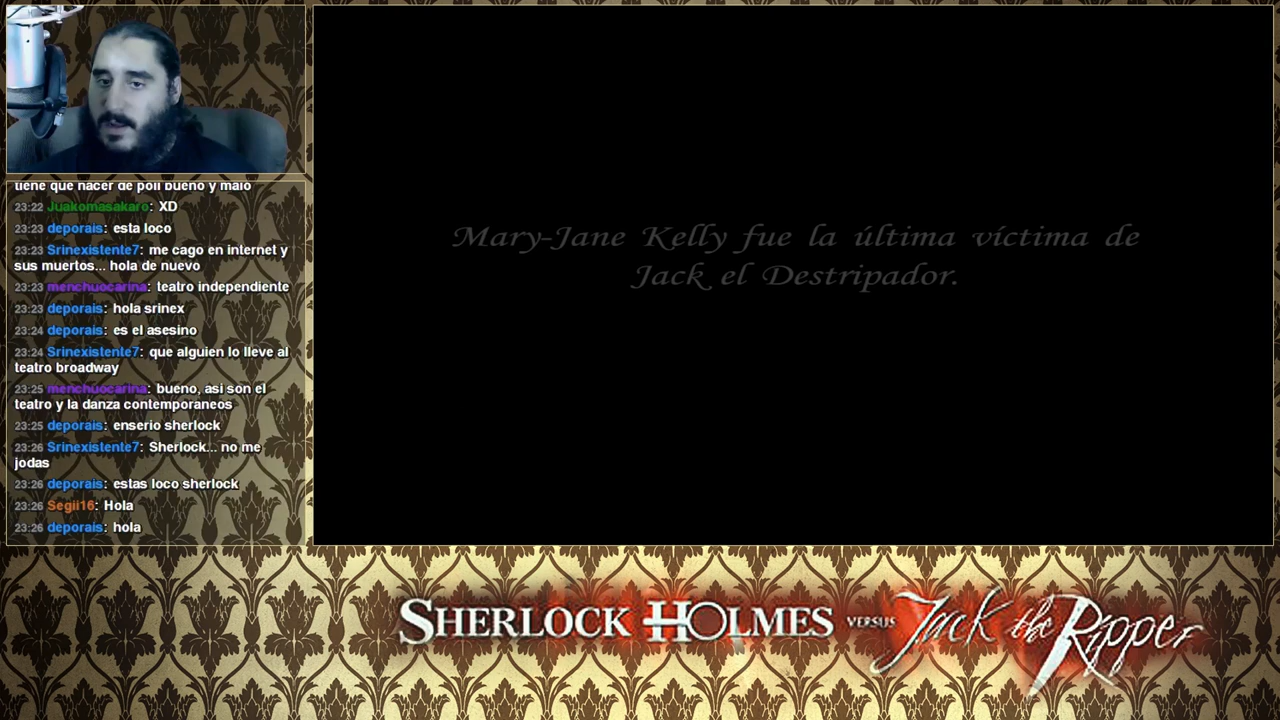 tiene que hacer de poli bueno y malo
23:22 Juakomasakaro: XD
23:23 deporais: esta loco
23:23 Srinexistente7: me cago en internet y
sus muertos... hola de nuevo
23:23 menchuocarina: teatro independiente
23:23 deporais: hola srinex
23:24 deporais: es el asesino
23:24 Srinexistente7: que alguien lo lleve al
teatro broadway
23:25 menchuocarina: bueno, asi son el
teatro y la danza contemporaneos
23:25 deporais: enserio sherlock
23:26 Srinexistente7: Sherlock... no me
jodas
23:26 deporais: estas loco sherlock
23:26 Segii16: Hola
23:26 deporais: hola
Mary-Jane Kelly fue la última víctima de
Jack el Destripador.
SHERLOCK HOLMES VERSUS Jack the Ripper